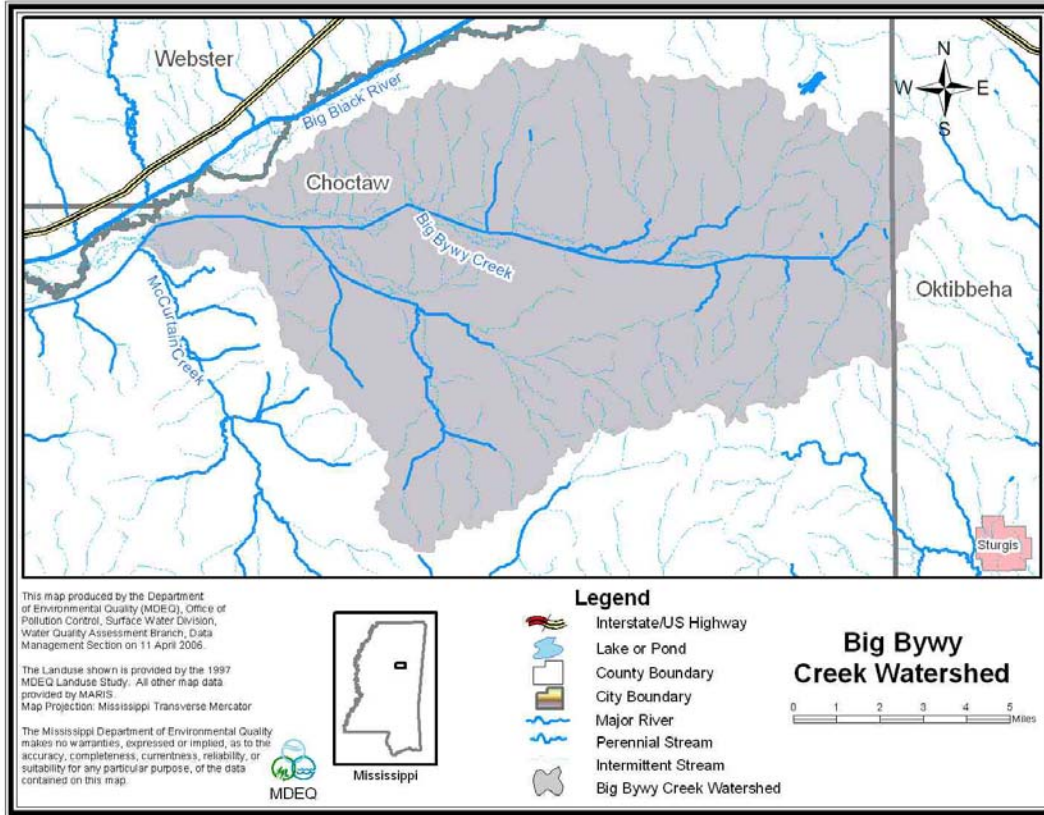 Webster
Big Black River
N
W E
S
Choctaw
Big Bywy Creek
Oktibbeha
McCurtain Creek
Sturgis
This map produced by the Department
of Environmental Quality (MDEQ), Office of
Pollution Control, Surface Water Division,
Water Quality Assessment Branch, Data
Management Section on 11 April 2006.
The Landuse shown is provided by the 1997
MDEQ Landuse Study. All other map data
provided by MARIS.
Map Projection: Mississippi Transverse Mercator
The Mississippi Department of Environmental Quality
makes no warranties, expressed or implied, as to the
accuracy, completeness, currentness, reliability, or
suitability for any particular purpose, of the data
contained on this map.
MDEQ
Mississippi
Legend
Interstate/US Highway
Lake or Pond
County Boundary
City Boundary
Major River
Perennial Stream
Intermittent Stream
Big Bywy Creek Watershed
Big Bywy
Creek Watershed
0 1 2 3 4 5
Miles